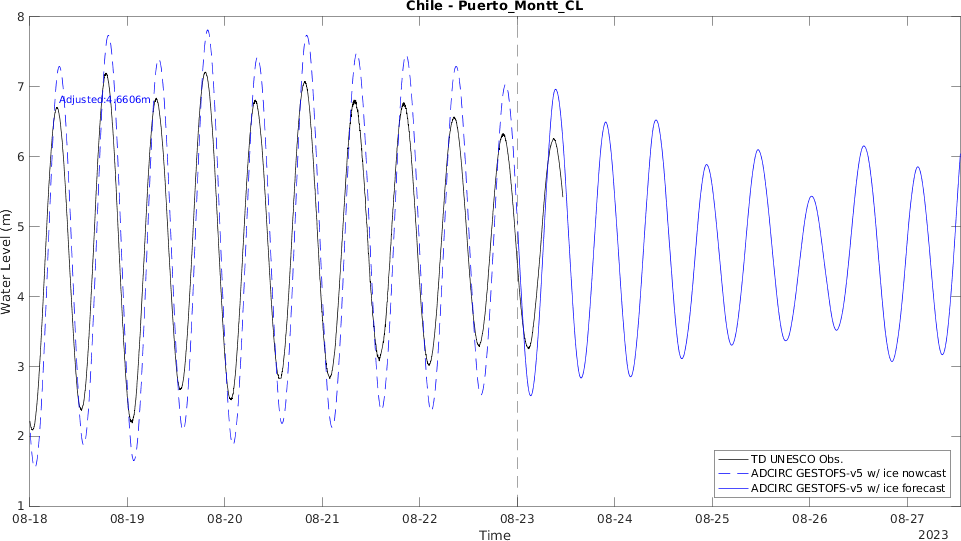 Chile - Puerto_Montt_CL
8
7
6
5
4
3
2
1
Water Level (m)
Adjusted:4.6606m
TD UNESCO Obs.
ADCIRC GESTOFS-v5 w/ ice nowcast
ADCIRC GESTOFS-v5 w/ ice forecast
08-18 08-19 08-20 08-21 08-22 08-23 08-24 08-25 08-26 08-27
Time
2023